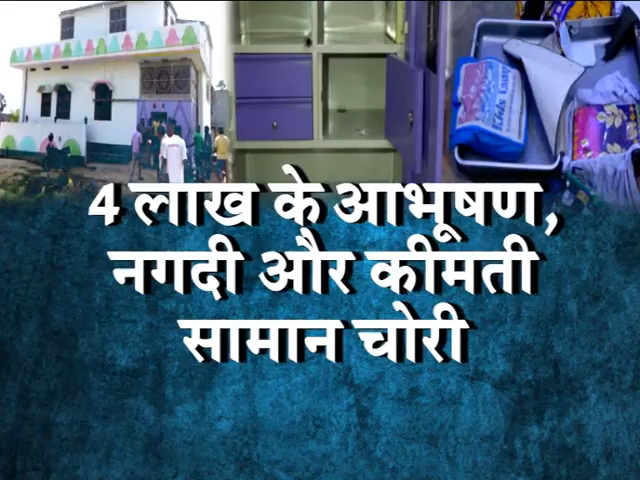 4 लाख के आभूषण,
नगदी और कीमती
सामान चोरी